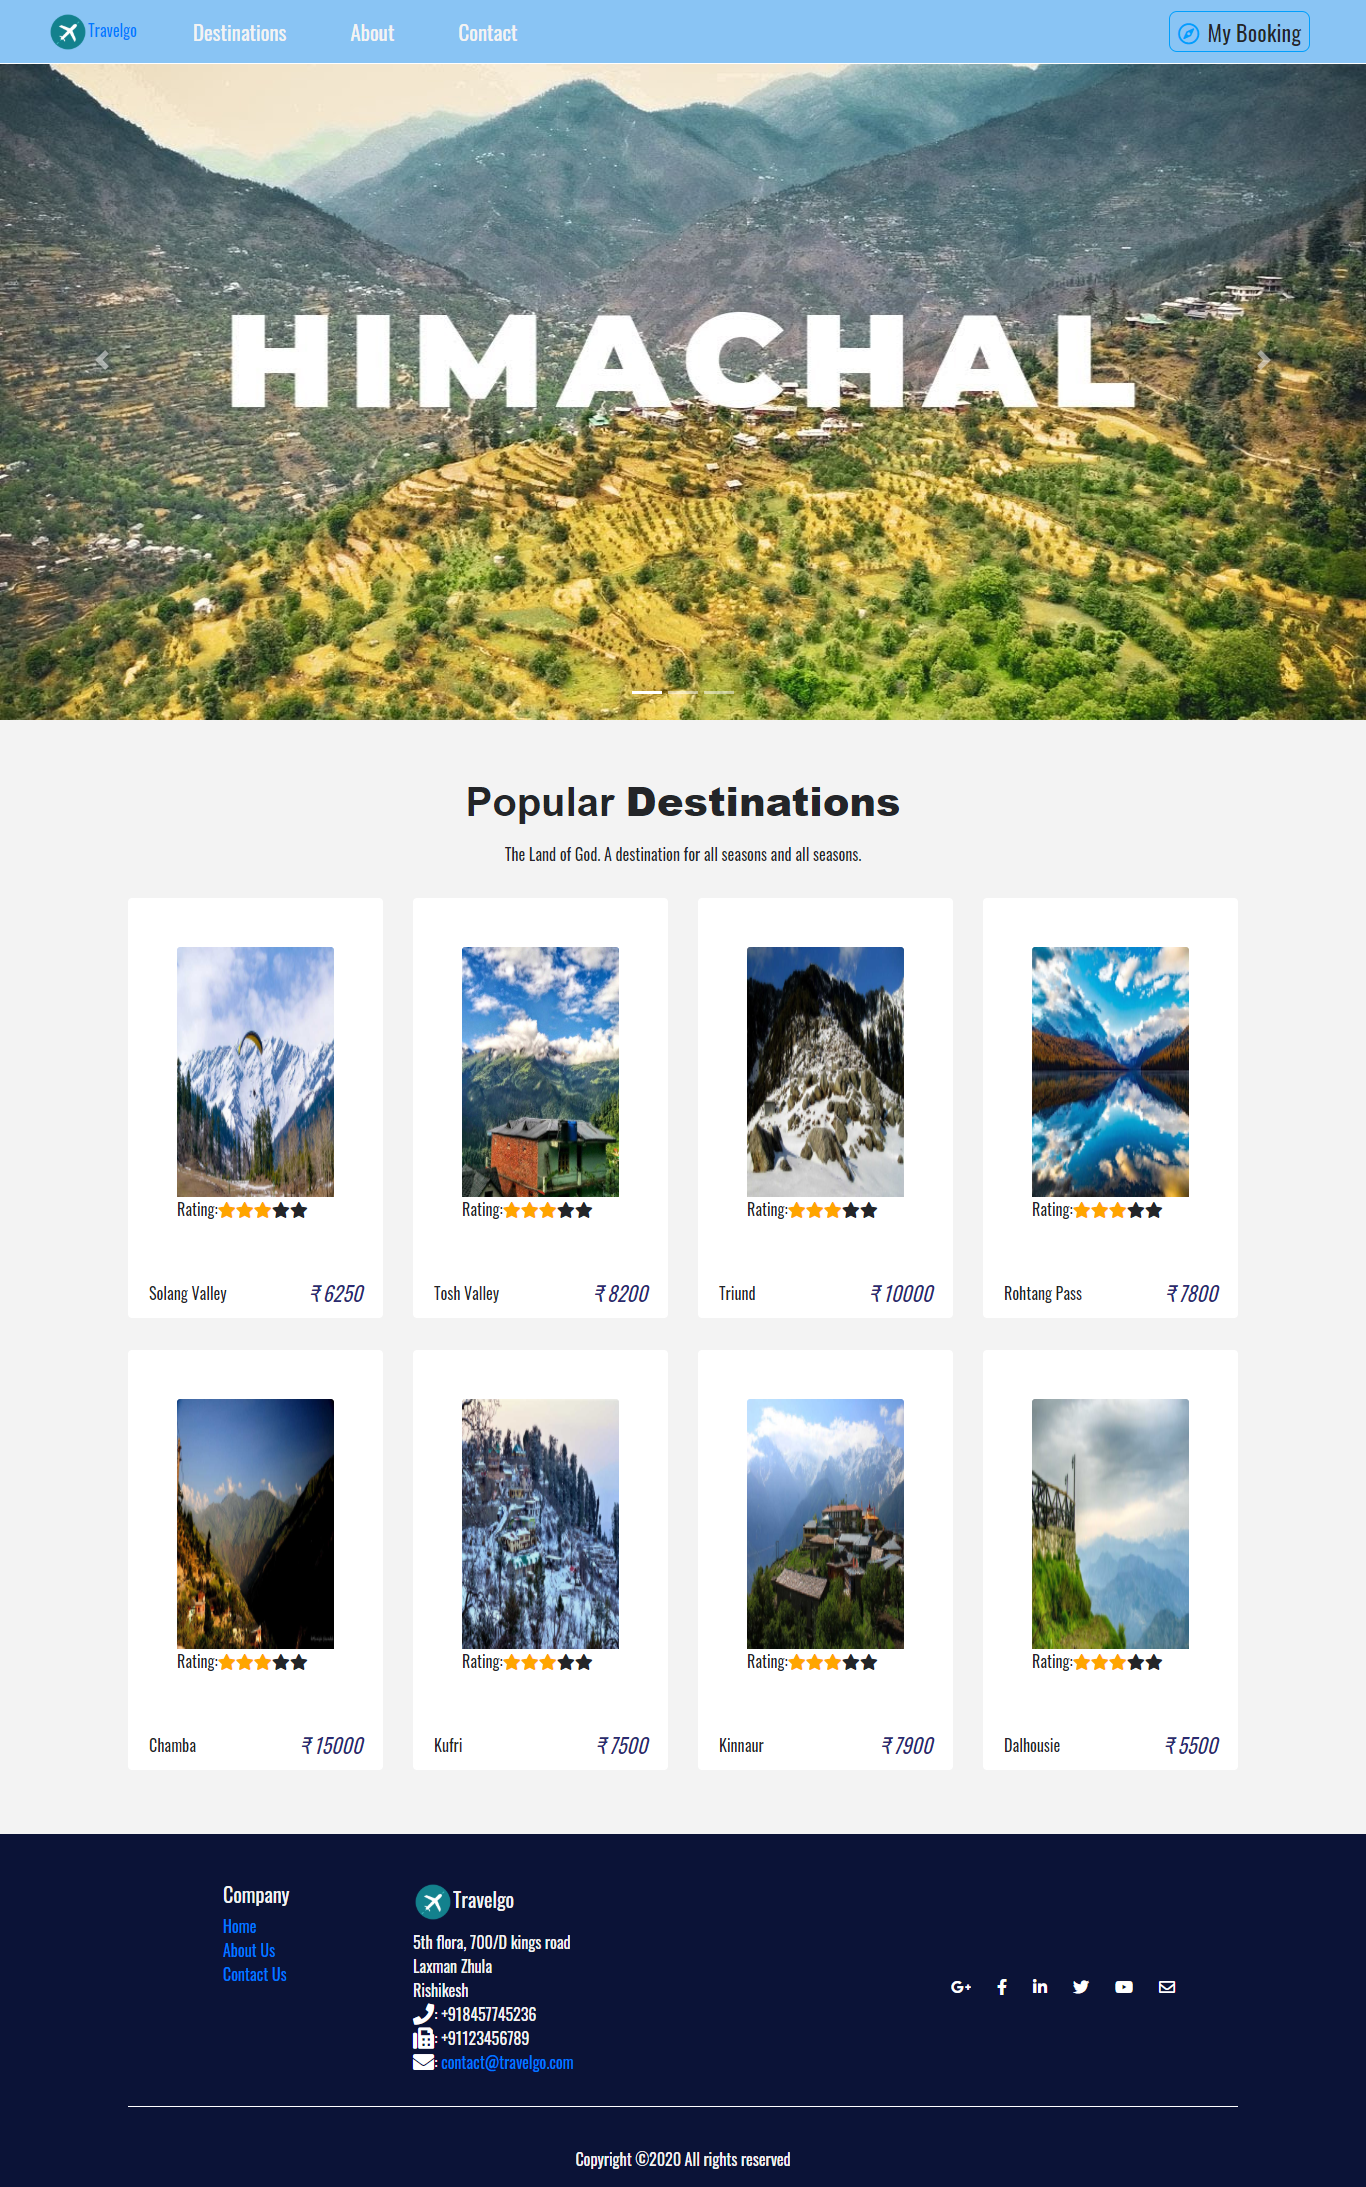 Travelgo Destinations About Contact My Booking
HIMACHAL
Popular Destinations
The Land of God. A destination for all seasons and all seasons.
Rating: Rating: Rating: Rating:
Solang Valley ₹ 6250 Tosh Valley ₹ 8200 Triund ₹ 10000 Rohtang Pass ₹ 7800
Rating: Rating: Rating: Rating:
Chamba ₹ 15000 Kufri ₹ 7500 Kinnaur ₹ 7900 Dalhousie ₹ 5500
Company
Home
About Us
Contact Us
Travelgo
5th flora, 700/D kings road
Laxman Zhula
Rishikesh
: +918457745236
: +91123456789
: contact@travelgo.com
Copyright ©2020 All rights reserved